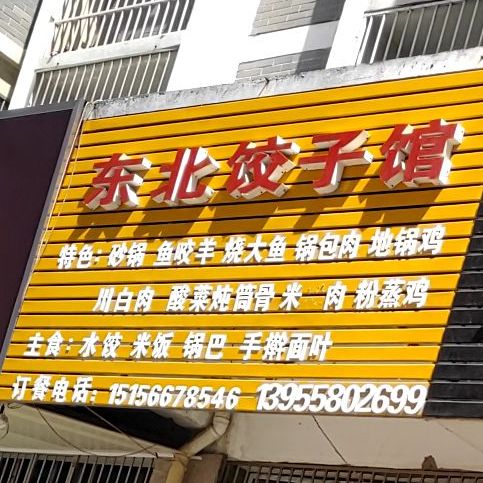 东北饺子馆
特色：砂锅 鱼咬羊 烧大鱼 锅包肉 地锅鸡
川白肉 酸菜炖筒骨 米 肉 粉蒸鸡
主食：水饺 米饭 锅巴 手擀面叶
订餐电话：15156678546 13955802699